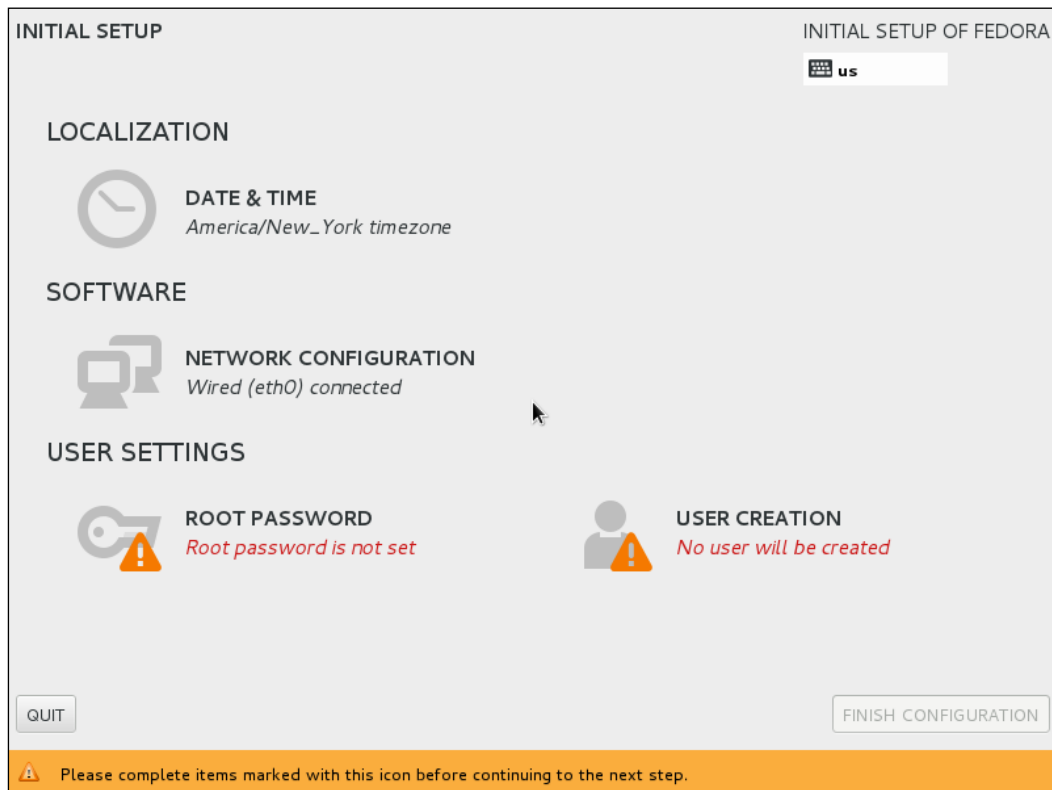 INITIAL SETUP
INITIAL SETUP OF FEDORA
us
LOCALIZATION
DATE & TIME
America/New_York timezone
SOFTWARE
NETWORK CONFIGURATION
Wired (eth0) connected
USER SETTINGS
ROOT PASSWORD
Root password is not set
USER CREATION
No user will be created
QUIT
FINISH CONFIGURATION
Please complete items marked with this icon before continuing to the next step.